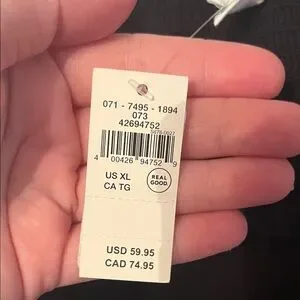 071 - 7495 - 1894
073
42694752
4 00426 94752 9
US XL
CA TG
REAL
GOOD.
USD 59.95
CAD 74.95